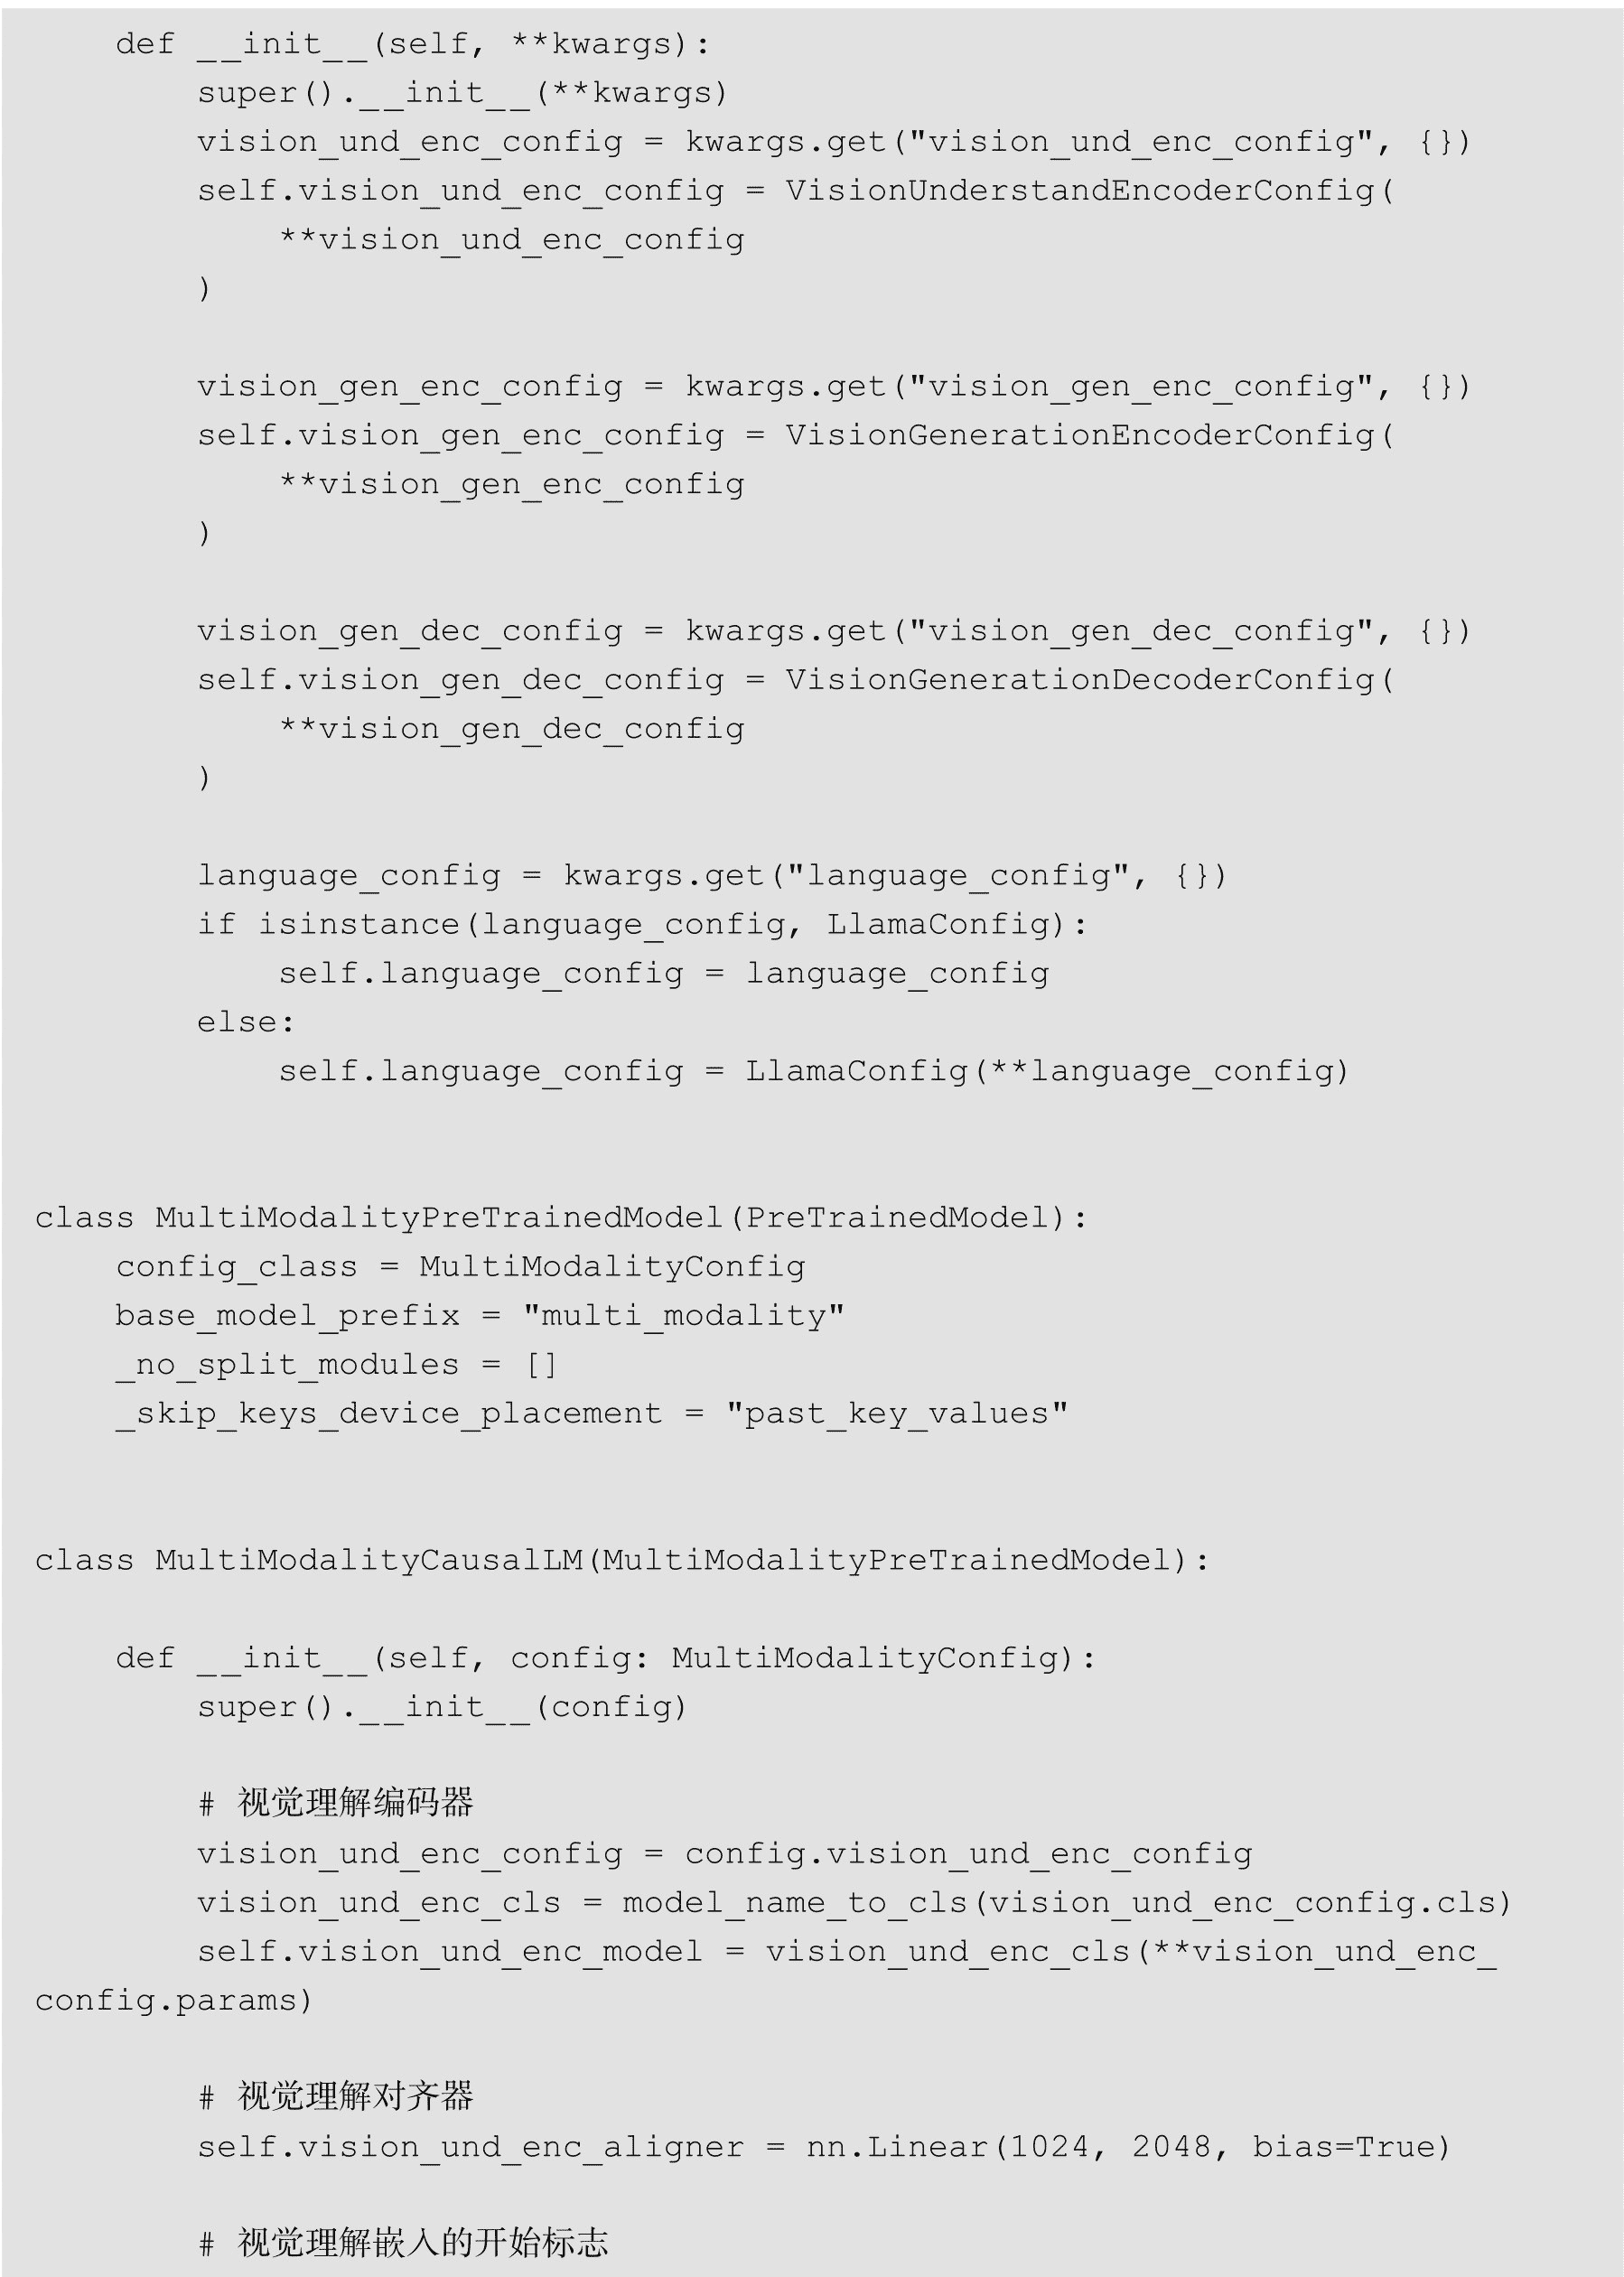 def __init__(self, **kwargs):
        super().__init__(**kwargs)
        vision_und_enc_config = kwargs.get("vision_und_enc_config", {})
        self.vision_und_enc_config = VisionUnderstandEncoderConfig(
            **vision_und_enc_config
        )

        vision_gen_enc_config = kwargs.get("vision_gen_enc_config", {})
        self.vision_gen_enc_config = VisionGenerationEncoderConfig(
            **vision_gen_enc_config
        )

        vision_gen_dec_config = kwargs.get("vision_gen_dec_config", {})
        self.vision_gen_dec_config = VisionGenerationDecoderConfig(
            **vision_gen_dec_config
        )

        language_config = kwargs.get("language_config", {})
        if isinstance(language_config, LlamaConfig):
            self.language_config = language_config
        else:
            self.language_config = LlamaConfig(**language_config)


class MultiModalityPreTrainedModel(PreTrainedModel):
    config_class = MultiModalityConfig
    base_model_prefix = "multi_modality"
    _no_split_modules = []
    _skip_keys_device_placement = "past_key_values"


class MultiModalityCausalLM(MultiModalityPreTrainedModel):

    def __init__(self, config: MultiModalityConfig):
        super().__init__(config)

        # 视觉理解编码器
        vision_und_enc_config = config.vision_und_enc_config
        vision_und_enc_cls = model_name_to_cls(vision_und_enc_config.cls)
        self.vision_und_enc_model = vision_und_enc_cls(**vision_und_enc_
config.params)

        # 视觉理解对齐器
        self.vision_und_enc_aligner = nn.Linear(1024, 2048, bias=True)

        # 视觉理解嵌入的开始标志